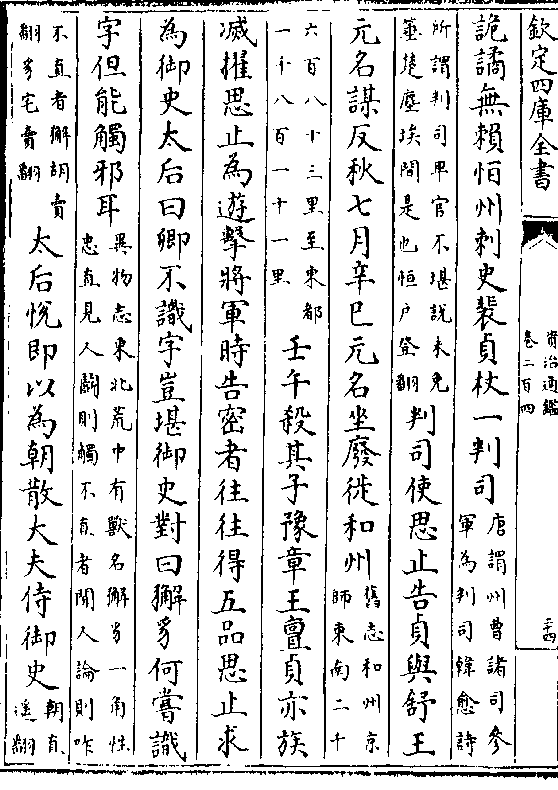 欽定四庫全書
資治通鑑
卷二百四
詭譎無賴恒州刺史裴貞杖一判司
唐謂州曹諸司參
軍為判司韓愈詩
所謂判司卑官不堪說未免
箠楚塵埃間是也恒户登翻
判司使思止告貞與舒王
元名謀反秋七月辛巳元名坐廢徙和州
舊志和州京
師東南二千
六百八十三里至東都
一千八百一十一里
壬午殺其子豫章王亶貞亦族
滅擢思止為遊擊將軍時告密者往往得五品思止求
為御史太后曰卿不識字豈堪御史對曰獬豸何嘗識
字但能觸邪耳
異物志東北荒中有獸名獬豸一角性
忠直見人鬬則觸不直者聞人論則咋
不直者獬胡買
翻豸宅賣翻
太后悅即以為朝散大夫侍御史
朝直
遥翻